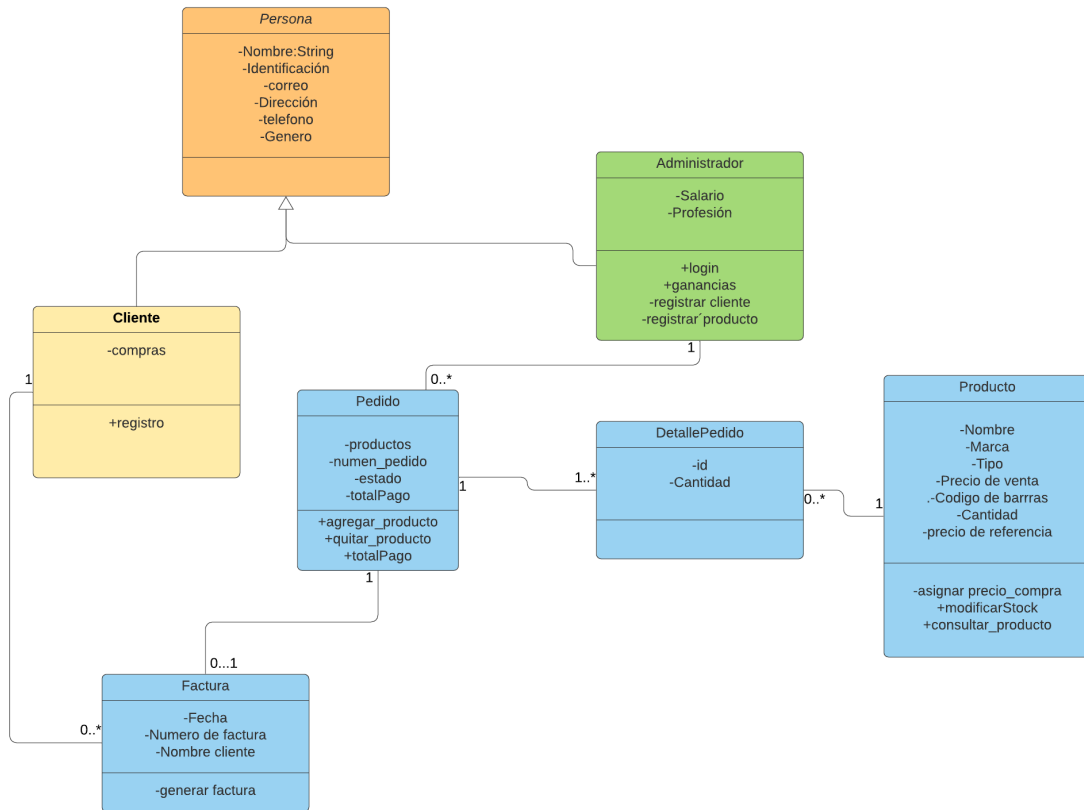 Persona
-Nombre:String
-Identificación
-correo
-Dirección
-telefono
-Genero
Administrador
-Salario
-Profesión
+login
+ganancias
-registrar cliente
-registrar´producto
1
Cliente
-compras
+registro
1
0..*
Pedido
-productos
-numen_pedido
-estado
-totalPago
+agregar_producto
+quitar_producto
+totalPago
1
1
1..*
DetallePedido
-id
-Cantidad
0..*
1
Producto
-Nombre
-Marca
-Tipo
-Precio de venta
.-Codigo de barrras
-Cantidad
-precio de referencia
-asignar precio_compra
+modificarStock
+consultar_producto
0...1
0..*
Factura
-Fecha
-Numero de factura
-Nombre cliente
-generar factura